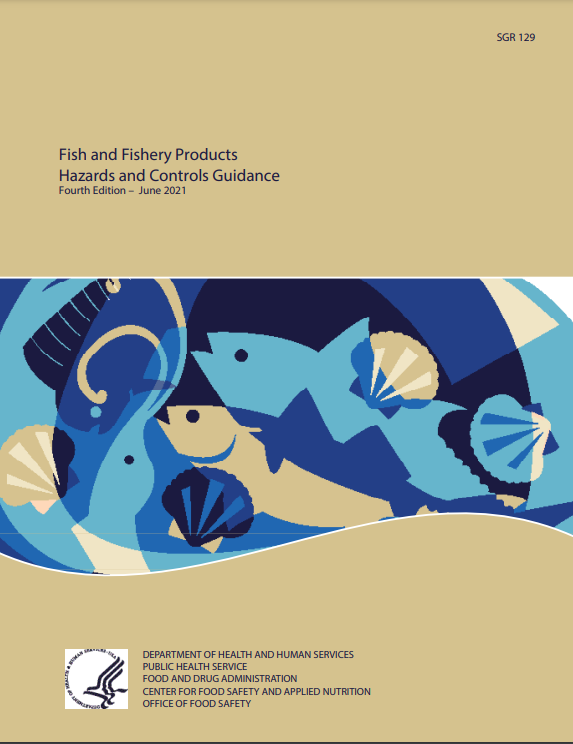 SGR 129
Fish and Fishery Products
Hazards and Controls Guidance
Fourth Edition – June 2021
DEPARTMENT OF HEALTH AND HUMAN SERVICES
PUBLIC HEALTH SERVICE
FOOD AND DRUG ADMINISTRATION
CENTER FOR FOOD SAFETY AND APPLIED NUTRITION
OFFICE OF FOOD SAFETY